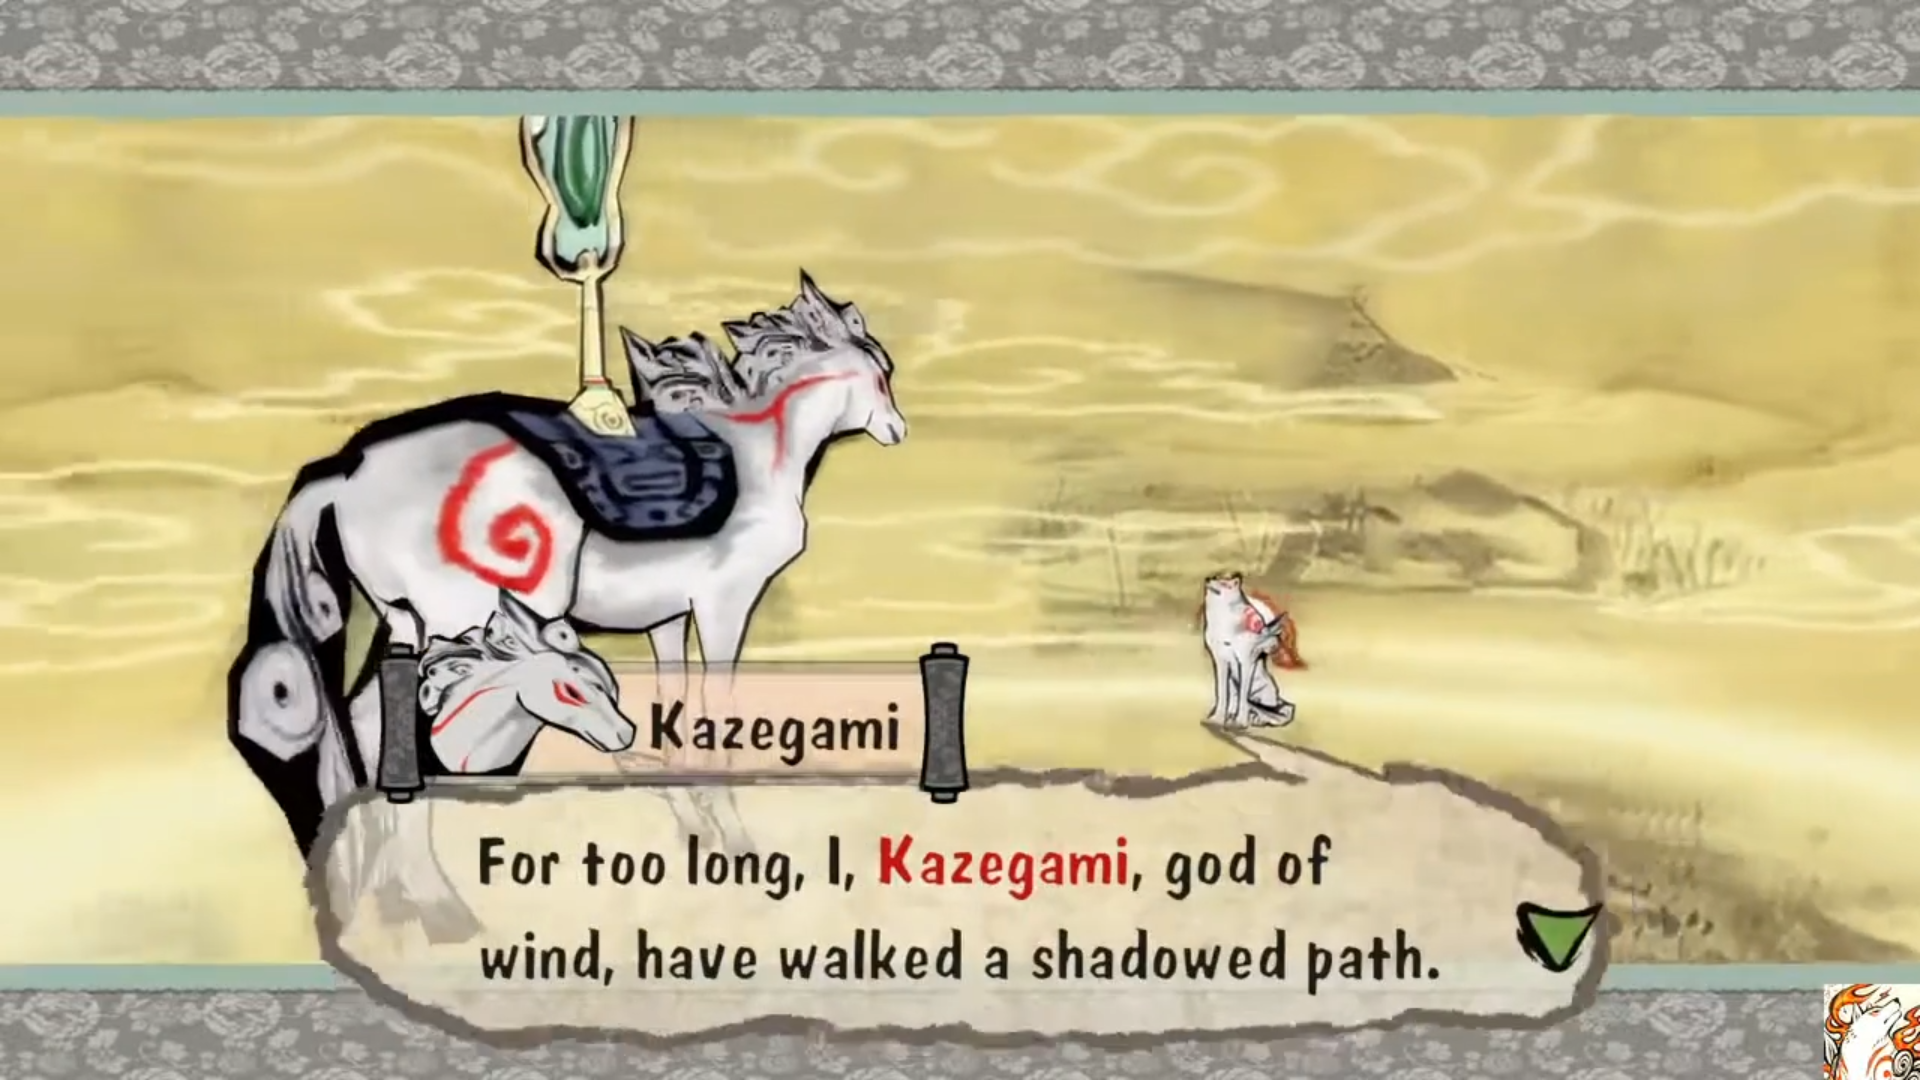 Kazegami
For too long, I, Kazegami, god of
wind, have walked a shadowed path.